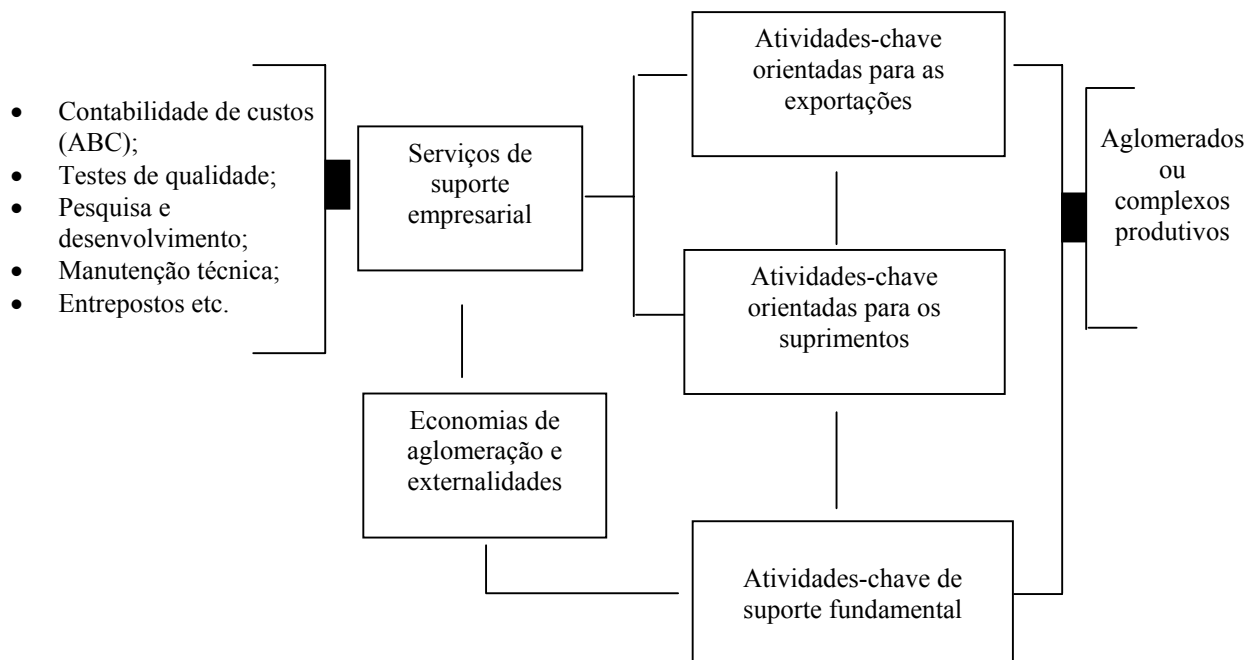 • Contabilidade de custos
(ABC);
• Testes de qualidade;
• Pesquisa e
desenvolvimento;
• Manutenção técnica;
• Entrepostos etc.
Serviços de
suporte
empresarial
Economias de
aglomeração e
externalidades
Atividades-chave
orientadas para as
exportações
Atividades-chave
orientadas para os
suprimentos
Atividades-chave de
suporte fundamental
Aglomerados
ou
complexos
produtivos